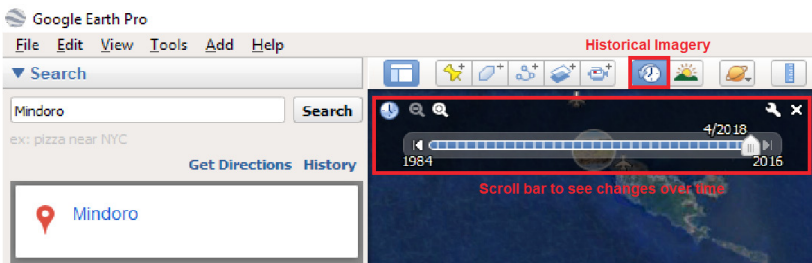 Google Earth Pro
File Edit View Tools Add Help
Historical Imagery
▼ Search
Mindoro
Search
ex: pizza near NYC
Get Directions History
Mindoro
4/2018
1984
2016
Scroll bar to see changes over time